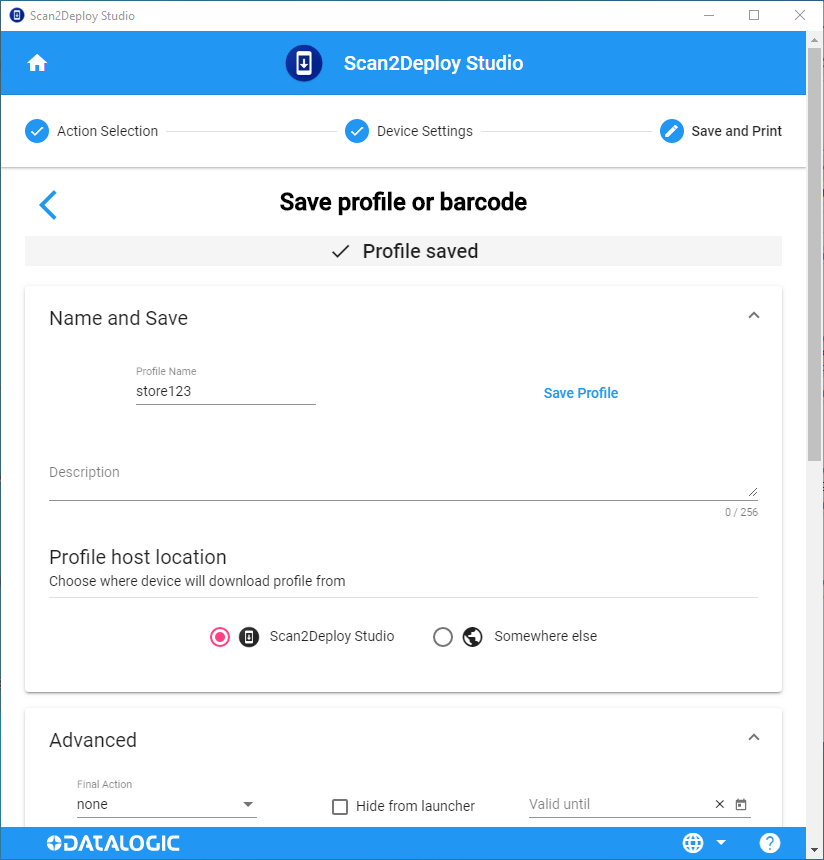 Scan2Deploy Studio
Scan2Deploy Studio
Action Selection
Device Settings
Save and Print
Save profile or barcode
Profile saved
Name and Save
Profile Name
store123
Save Profile
Description
0 / 256
Profile host location
Choose where device will download profile from
Scan2Deploy Studio
Somewhere else
Advanced
Final Action
none
Hide from launcher
Valid until
DATALOGIC